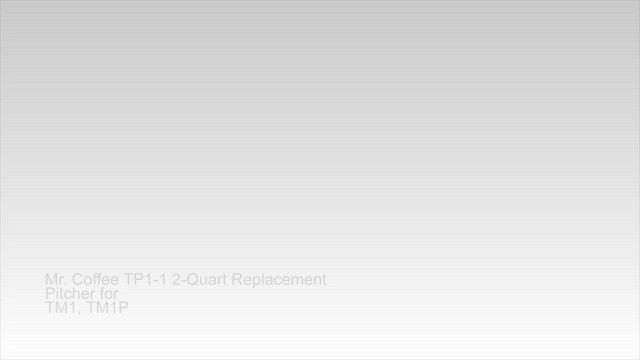 Mr. Coffee TP1-1 2-Quart Replacement
Pitcher for
TM1, TM1P